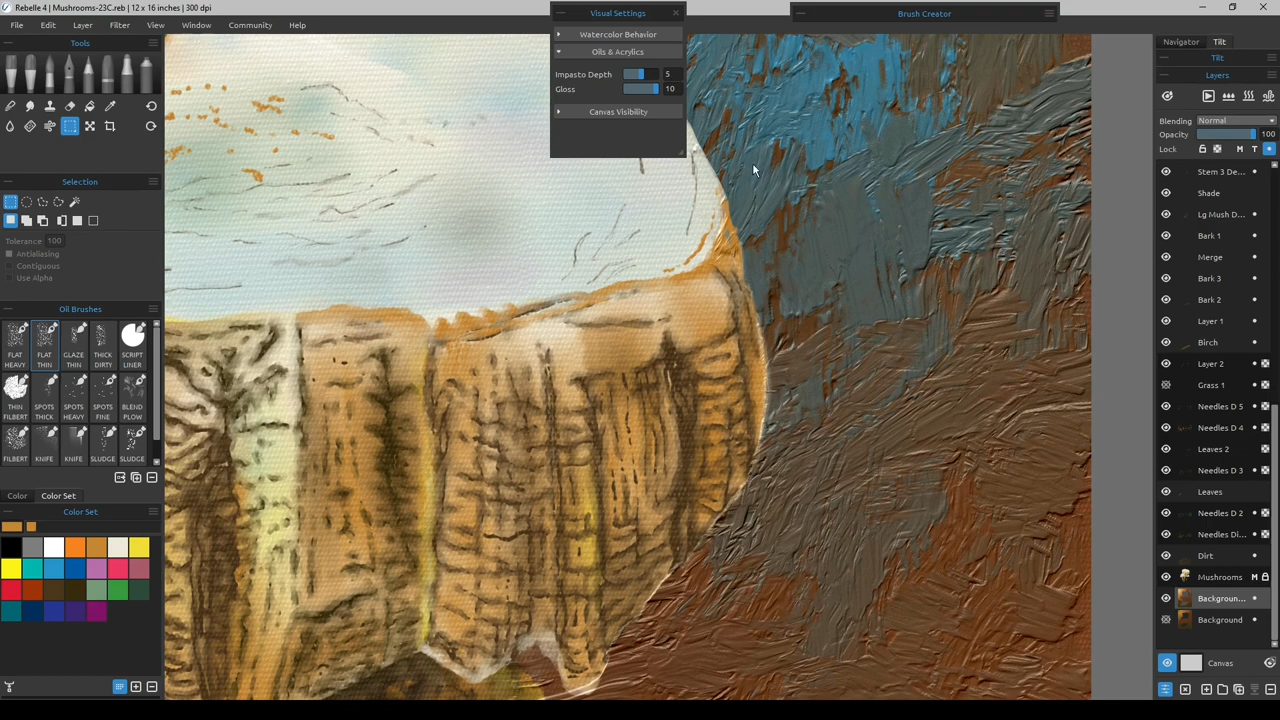 Rebelle 4 | Mushrooms-23C.reb | 12 x 16 inches | 300 dpi
File Edit Layer Filter View Window Community Help
Visual Settings
Watercolor Behavior
Oils & Acrylics
Impasto Depth 5
Gloss 10
Canvas Visibility
Brush Creator
Tools
Selection
Tolerance 100
Antialiasing
Contiguous
Use Alpha
Oil Brushes
FLAT HEAVY
FLAT THIN
GLAZE THIN
THICK DIRTY
SCRIPT LINER
THIN FILBERT
SPOTS THICK
SPOTS HEAVY
SPOTS FINE
BLEND PLOW
FILBERT
KNIFE
KNIFE
SLUDGE
SLUDGE
Color Color Set
Color Set
Navigator Tilt
Tilt
Layers
Blending Normal
Opacity 100
Lock M T
Stem 3 De...
Shade
Lg Mush D...
Bark 1
Merge
Bark 3
Bark 2
Layer 1
Birch
Layer 2
Grass 1
Needles D 5
Needles D 4
Leaves 2
Needles D 3
Leaves
Needles D 2
Needles Di...
Dirt
Mushrooms M
Backgroun...
Background
Canvas